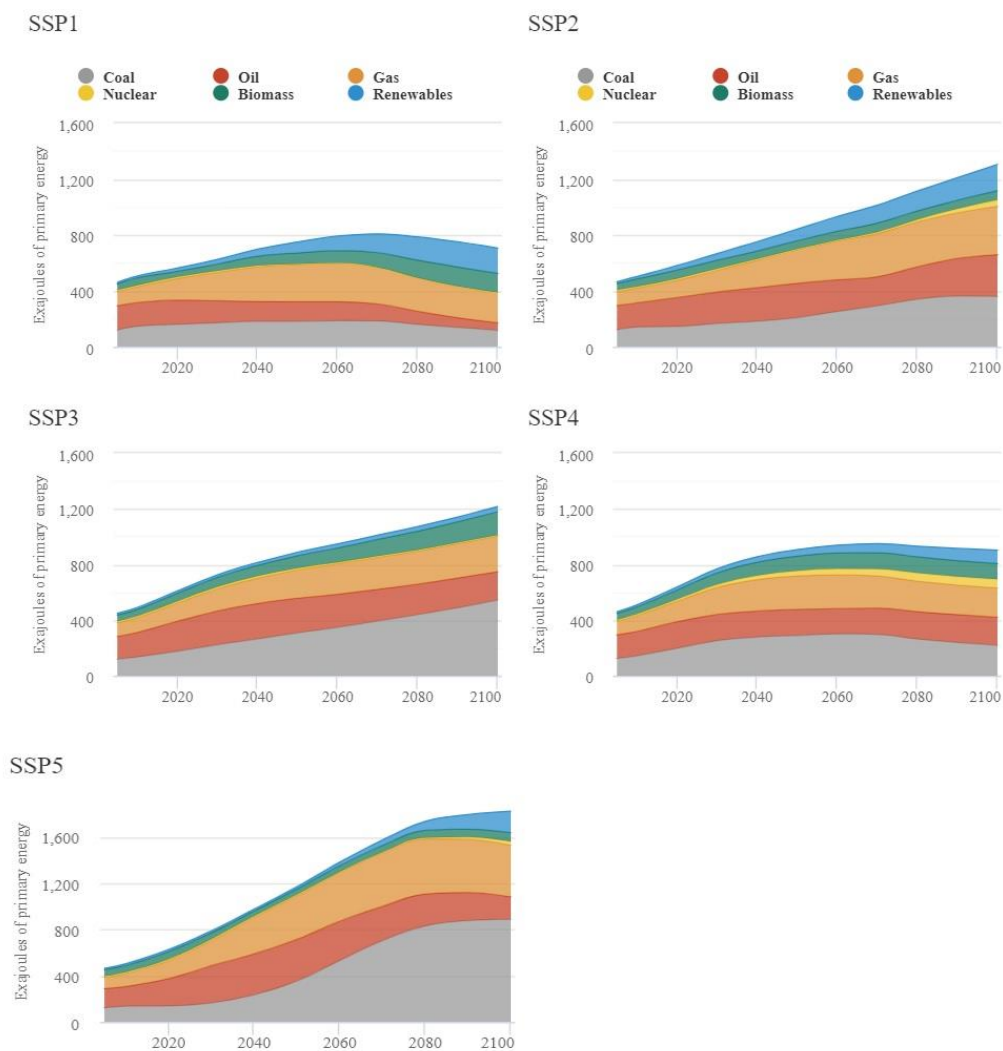 SSP1
Coal Oil Gas
Nuclear Biomass Renewables
Exajoules of primary energy
1,600
1,200
800
400
0
2020 2040 2060 2080 2100
SSP2
Coal Oil Gas
Nuclear Biomass Renewables
Exajoules of primary energy
1,600
1,200
800
400
0
2020 2040 2060 2080 2100
SSP3
Exajoules of primary energy
1,600
1,200
800
400
0
2020 2040 2060 2080 2100
SSP4
Exajoules of primary energy
1,600
1,200
800
400
0
2020 2040 2060 2080 2100
SSP5
Exajoules of primary energy
1,600
1,200
800
400
0
2020 2040 2060 2080 2100